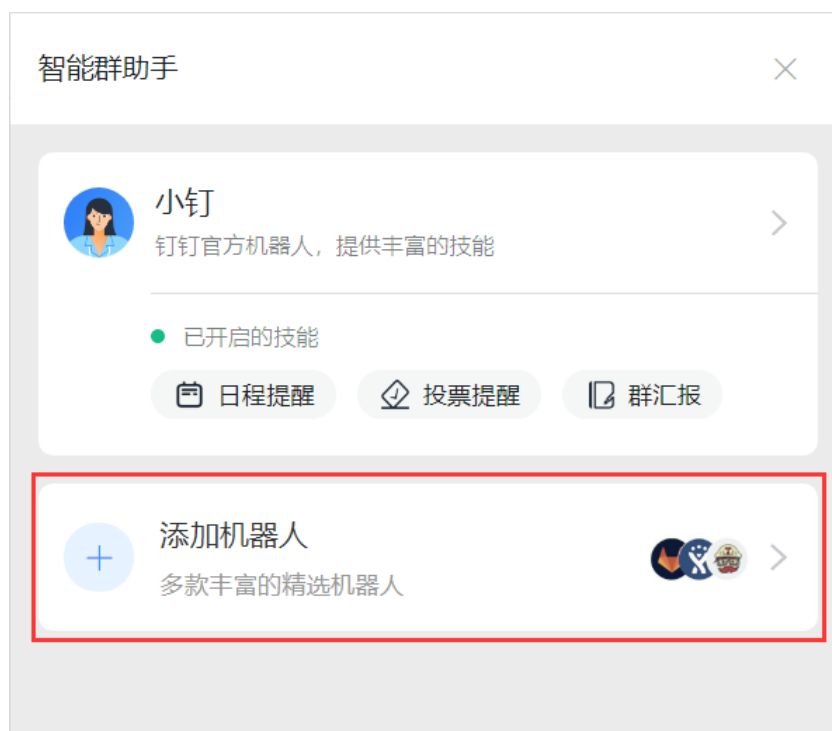 智能群助手
小钉
钉钉官方机器人，提供丰富的技能
已开启的技能
日程提醒 投票提醒 群汇报
添加机器人
多款丰富的精选机器人